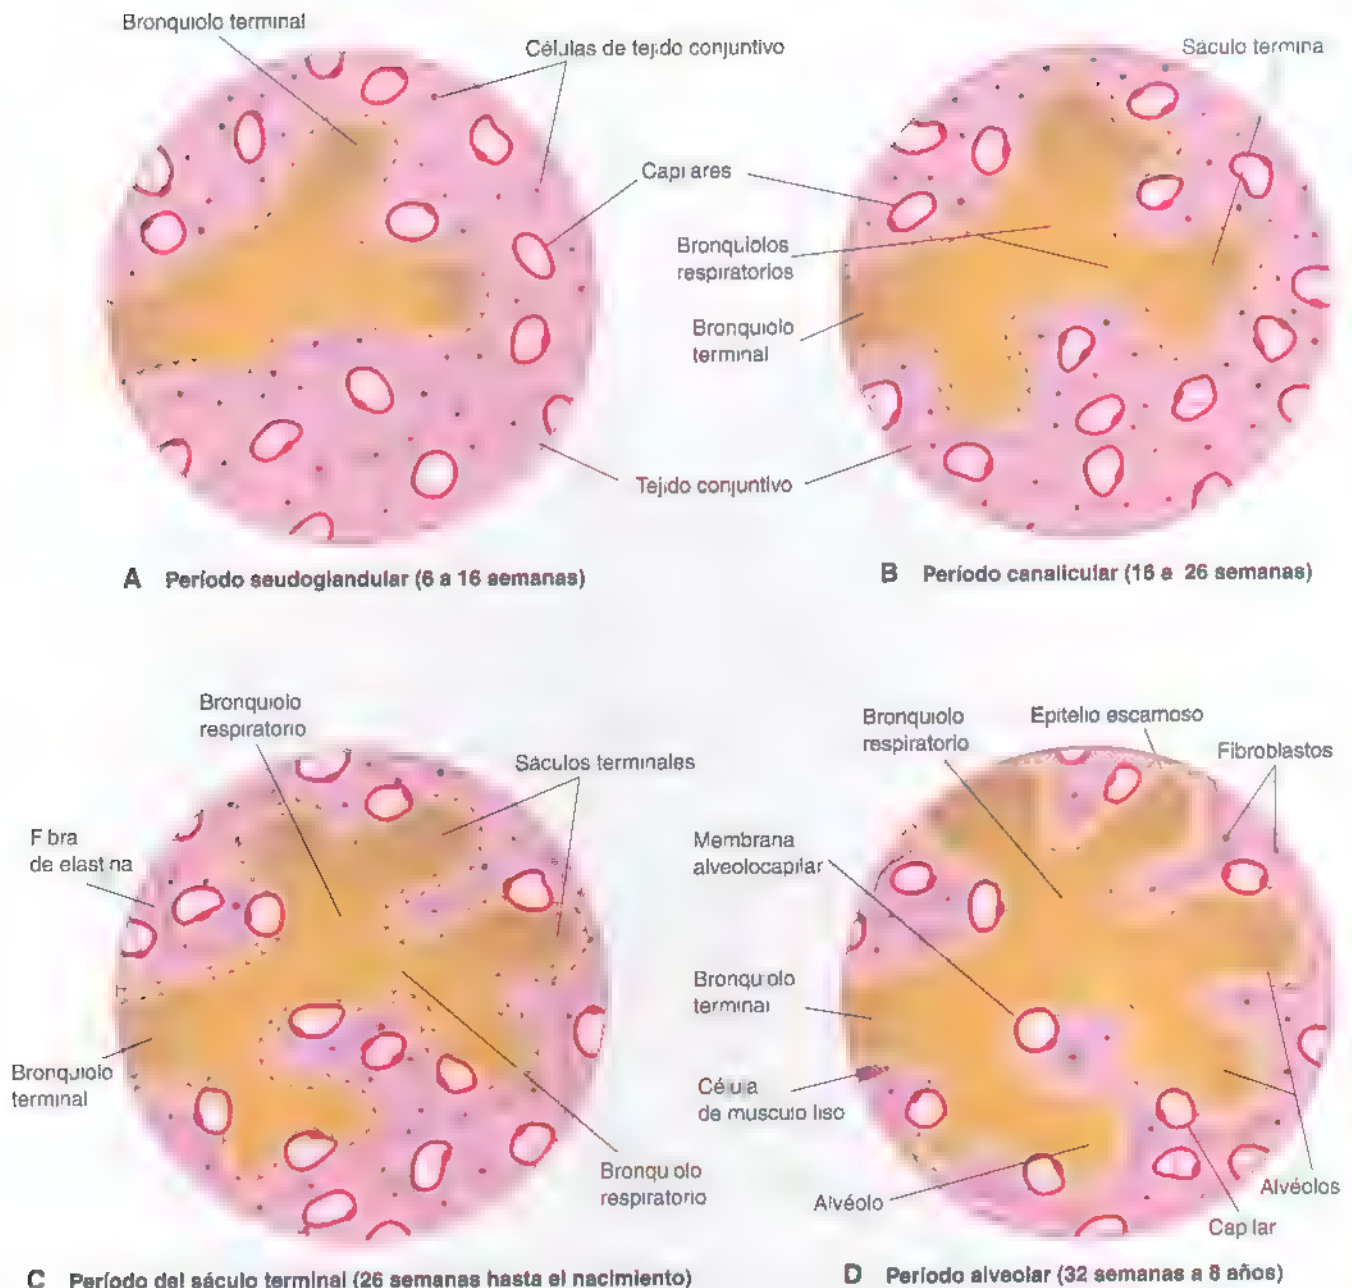 Bronquiolo terminal
Células de tejido conjuntivo
Sáculo termina
Capi ares
Bronquiolos
respiratorios
Bronquiolo
terminal
Tejido conjuntivo
A Período seudoglandular (6 a 16 semanas)
B Período canalicular (16 a 26 semanas)
Bronquiolo
respiratorio
Sáculos terminales
F bra
de elast na
Bronquiolo
terminal
Bronqu olo
respiratorio
Bronquiolo
respiratorio
Epitelio escamoso
Fibroblastos
Membrana
alveolocapilar
Bronqu olo
terminal
Célula
de musculo liso
Alvéolo
Cap lar
Alvéolos
C Período del sáculo terminal (26 semanas hasta el nacimiento)
D Período alveolar (32 semanas a 8 años)